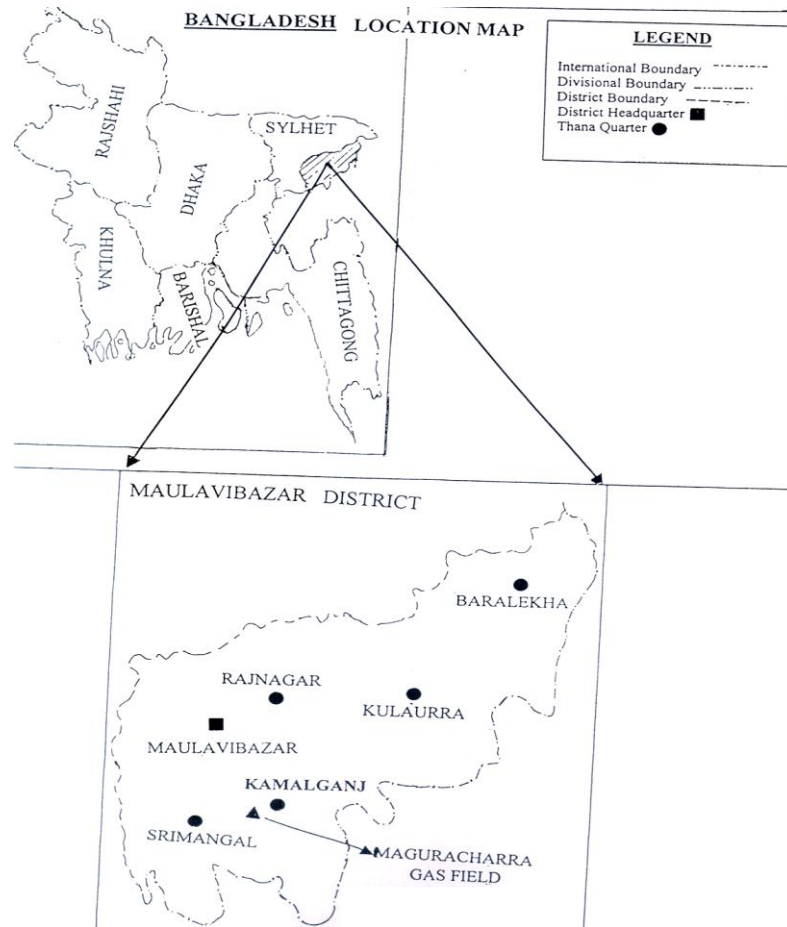 BANGLADESH LOCATION MAP
LEGEND
International Boundary
Divisional Boundary
District Boundary
District Headquarter
Thana Quarter
RAJSHAHI
SYLHET
DHAKA
KHULNA
BARISHAL
CHITTAGONG
MAULAVIBAZAR DISTRICT
BARALEKHA
RAJNAGAR
KULAURRA
MAULAVIBAZAR
KAMALGANJ
SRIMANGAL
MAGURACHARRA
GAS FIELD